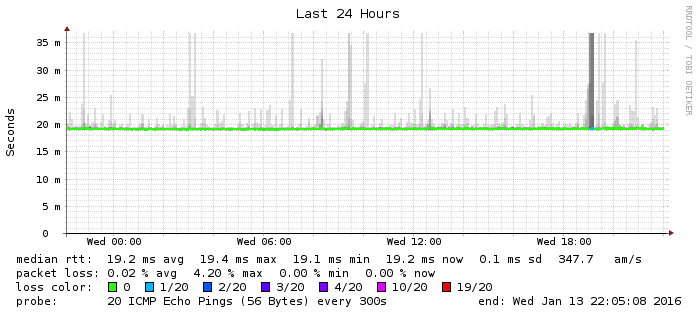 Last 24 Hours
RRDTOOL / TOBI OETIKER
Seconds
35 m
30 m
25 m
20 m
15 m
10 m
5 m
0
Wed 00:00 Wed 06:00 Wed 12:00 Wed 18:00
median rtt: 19.2 ms avg 19.4 ms max 19.1 ms min 19.2 ms now 0.1 ms sd 347.7 am/s
packet loss: 0.02 % avg 4.20 % max 0.00 % min 0.00 % now
loss color: 0 1/20 2/20 3/20 4/20 10/20 19/20
probe: 20 ICMP Echo Pings (56 Bytes) every 300s end: Wed Jan 13 22:05:08 2016